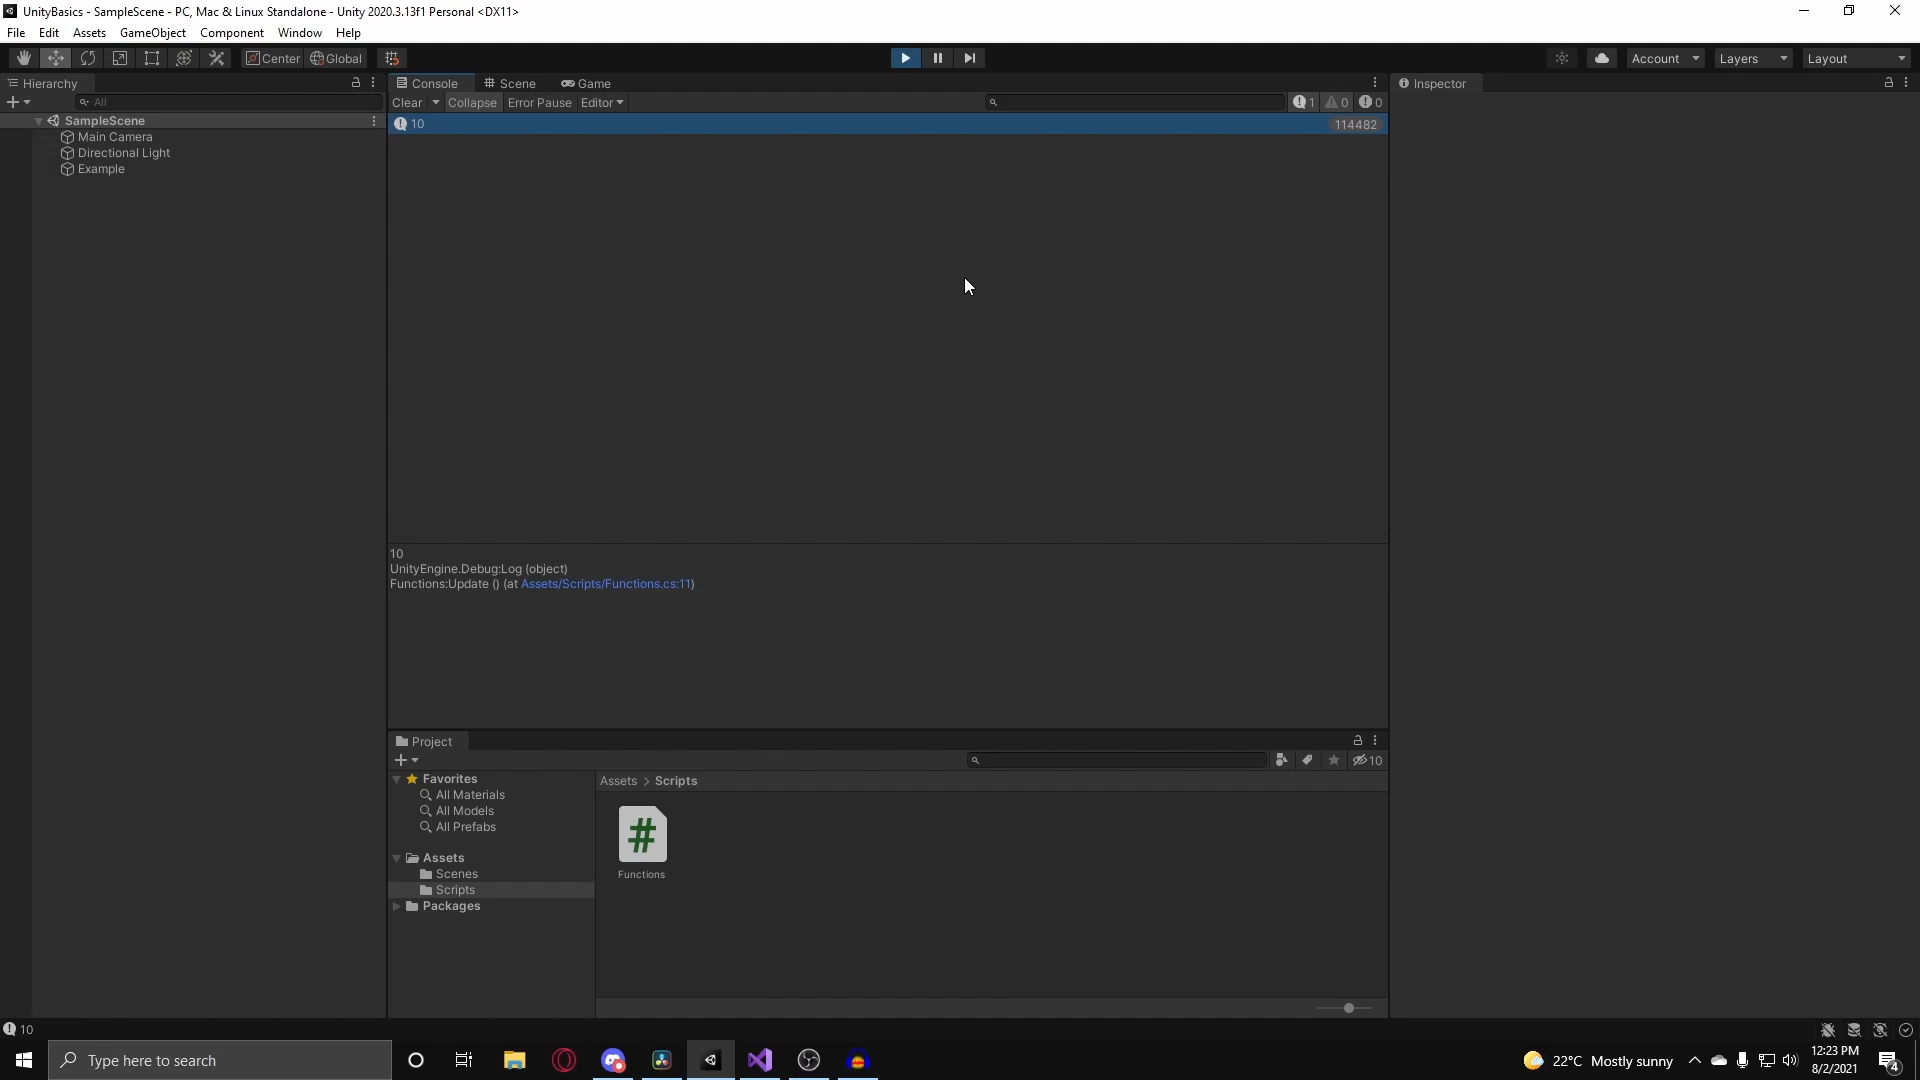 UnityBasics - SampleScene - PC, Mac & Linux Standalone - Unity 2020.3.13f1 Personal <DX11>
File Edit Assets GameObject Component Window Help
Center Global Account Layers Layout
Hierarchy
All
SampleScene
Main Camera
Directional Light
Example
Console Scene Game
Clear Collapse Error Pause Editor 1 0 0
10 114482
10
UnityEngine.Debug:Log (object)
Functions:Update () (at Assets/Scripts/Functions.cs:11)
Inspector
Project
10
Favorites
All Materials
All Models
All Prefabs
Assets
Scenes
Scripts
Packages
Assets > Scripts
#
Functions
10
Type here to search
22°C Mostly sunny
12:23 PM
8/2/2021
4